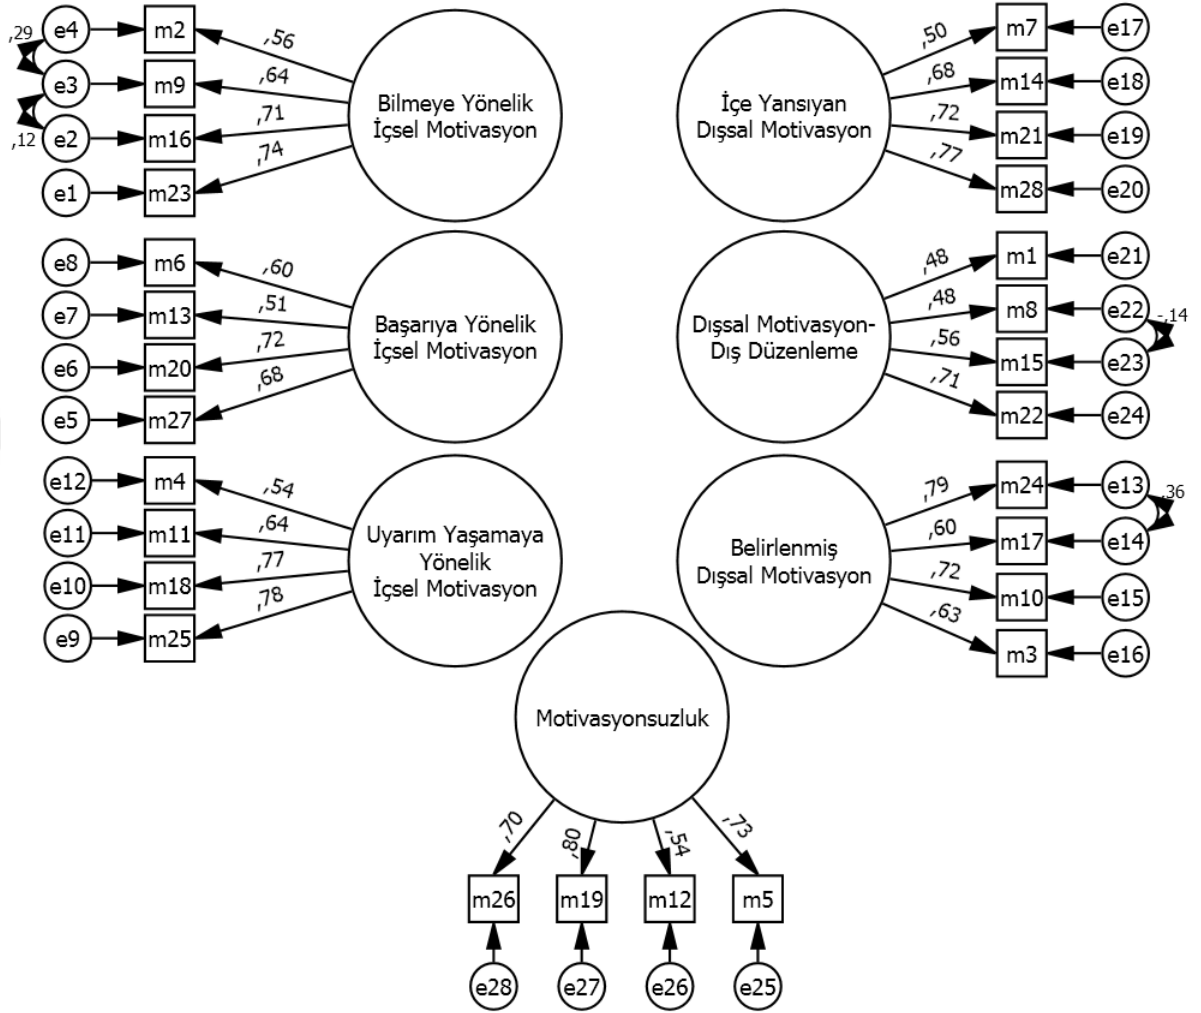 ,29
,12
e4
m2
,56
e3
m9
,64
e2
m16
,71
e1
m23
,74
Bilmeye Yönelik
İçsel Motivasyon
e8
m6
,60
e7
m13
,51
e6
m20
,72
e5
m27
,68
Başarıya Yönelik
İçsel Motivasyon
e12
m4
,54
e11
m11
,64
e10
m18
,77
e9
m25
,78
Uyarım Yaşamaya
Yönelik
İçsel Motivasyon
İçe Yansıyan
Dışsal Motivasyon
,50
m7
e17
,68
m14
e18
,72
m21
e19
,77
m28
e20
Dışsal Motivasyon-
Dış Düzenleme
,48
m1
e21
,48
m8
e22
,56
m15
e23
,71
m22
e24
-,14
Belirlenmiş
Dışsal Motivasyon
,79
m24
e13
,60
m17
e14
,72
m10
e15
,63
m3
e16
,36
Motivasyonsuzluk
,70
,80
,54
,73
m26
m19
m12
m5
e28
e27
e26
e25